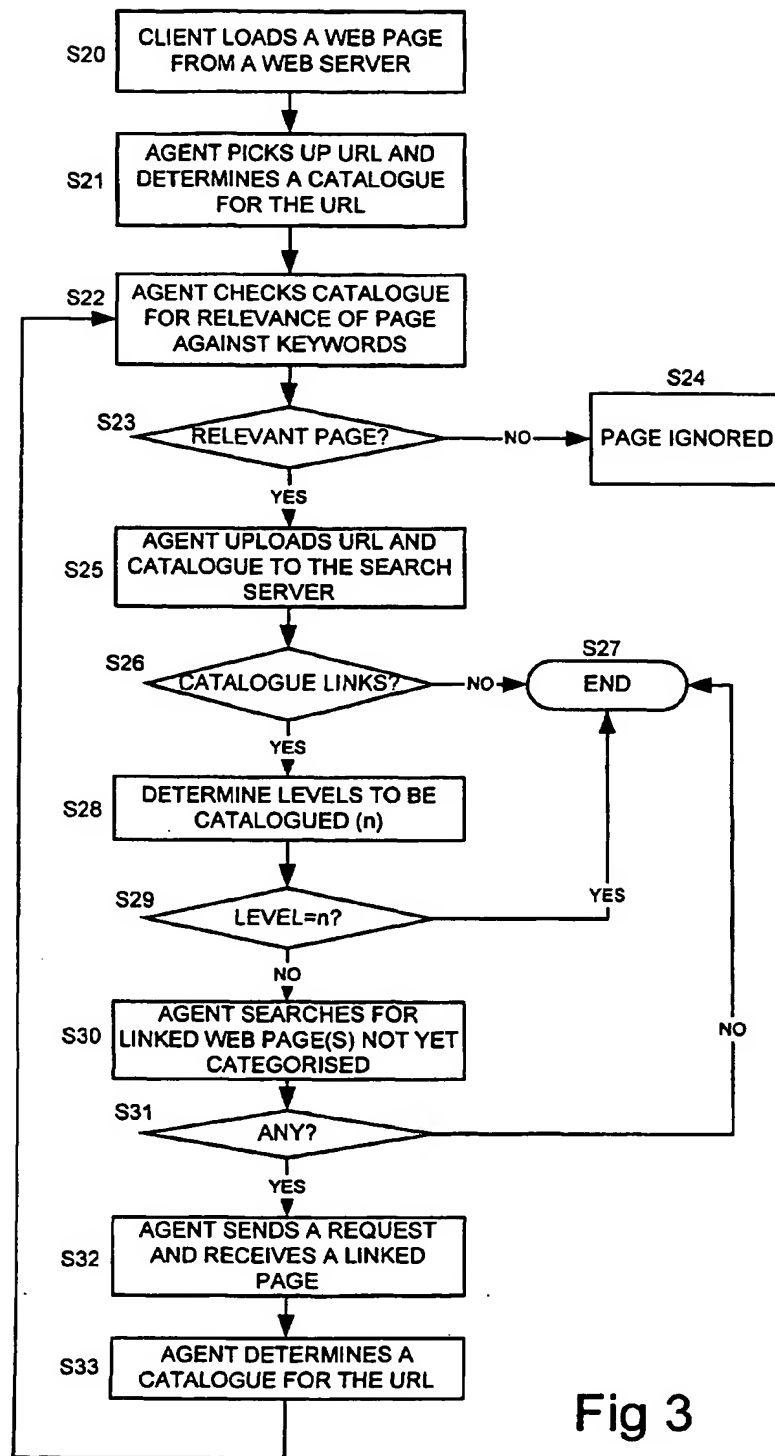 S20
CLIENT LOADS A WEB PAGE
FROM A WEB SERVER
S21
AGENT PICKS UP URL AND
DETERMINES A CATALOGUE
FOR THE URL
S22
AGENT CHECKS CATALOGUE
FOR RELEVANCE OF PAGE
AGAINST KEYWORDS
S23
RELEVANT PAGE?
NO
S24
PAGE IGNORED
YES
S25
AGENT UPLOADS URL AND
CATALOGUE TO THE SEARCH
SERVER
S26
CATALOGUE LINKS?
NO
S27
END
YES
S28
DETERMINE LEVELS TO BE
CATALOGUED (n)
S29
LEVEL=n?
YES
NO
S30
AGENT SEARCHES FOR
LINKED WEB PAGE(S) NOT YET
CATEGORISED
S31
ANY?
NO
YES
S32
AGENT SENDS A REQUEST
AND RECEIVES A LINKED
PAGE
S33
AGENT DETERMINES A
CATALOGUE FOR THE URL
Fig 3